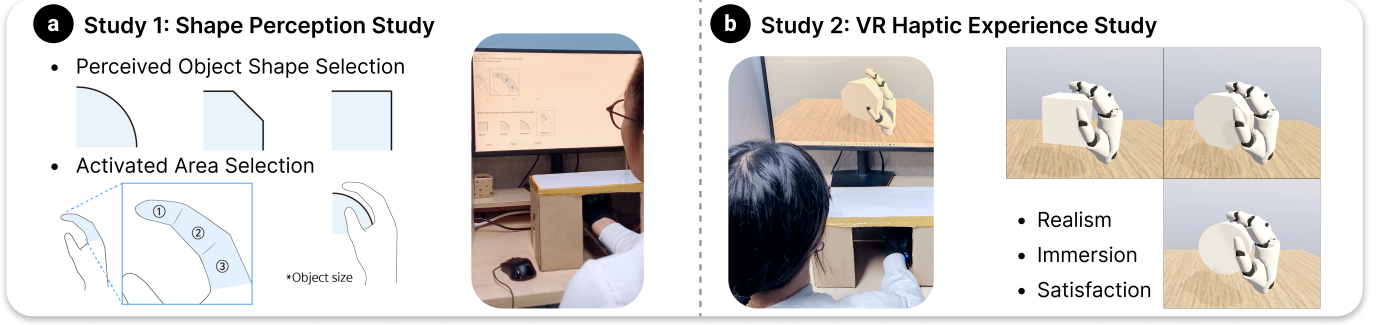 a Study 1: Shape Perception Study
• Perceived Object Shape Selection
• Activated Area Selection
①
②
③
*Object size
b Study 2: VR Haptic Experience Study
• Realism
• Immersion
• Satisfaction